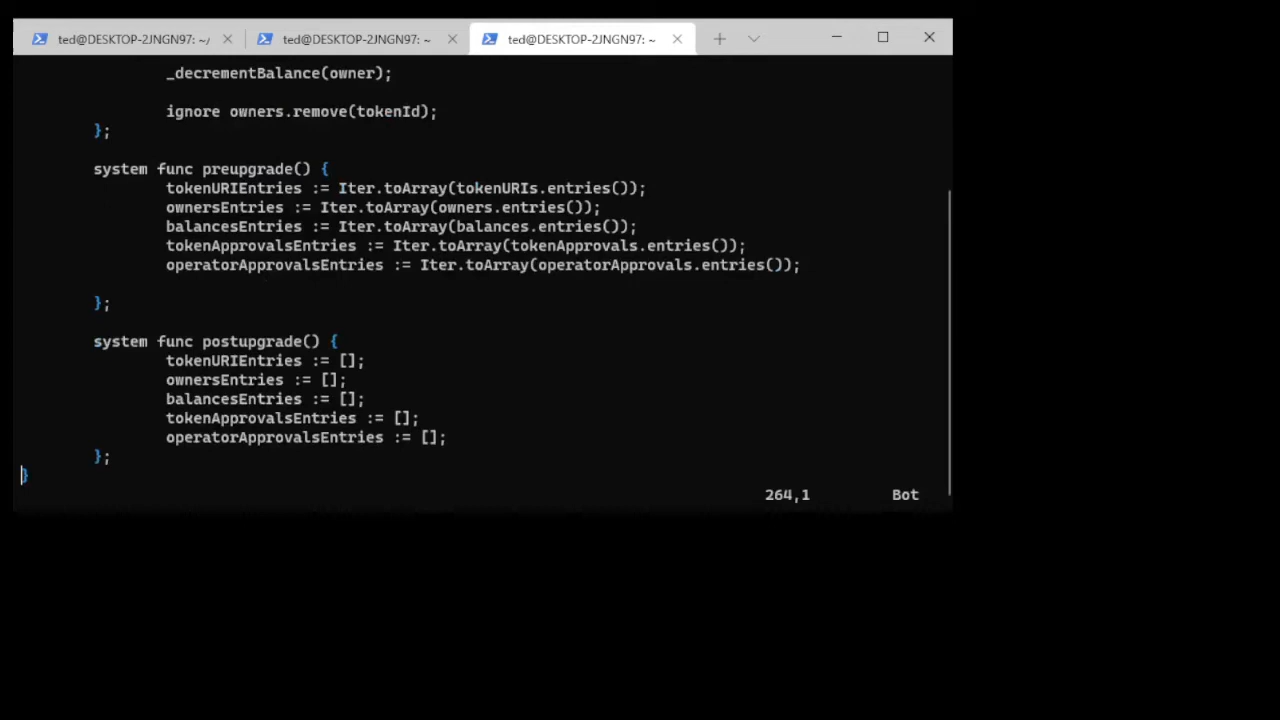 ted@DESKTOP-2JNGN97: ~/
ted@DESKTOP-2JNGN97: ~
ted@DESKTOP-2JNGN97: ~
_decrementBalance(owner);
ignore owners.remove(tokenId);
};
system func preupgrade() {
tokenURIEntries := Iter.toArray(tokenURIs.entries());
ownersEntries := Iter.toArray(owners.entries());
balancesEntries := Iter.toArray(balances.entries());
tokenApprovalsEntries := Iter.toArray(tokenApprovals.entries());
operatorApprovalsEntries := Iter.toArray(operatorApprovals.entries());
};
system func postupgrade() {
tokenURIEntries := [];
ownersEntries := [];
balancesEntries := [];
tokenApprovalsEntries := [];
operatorApprovalsEntries := [];
};
}
264,1 Bot